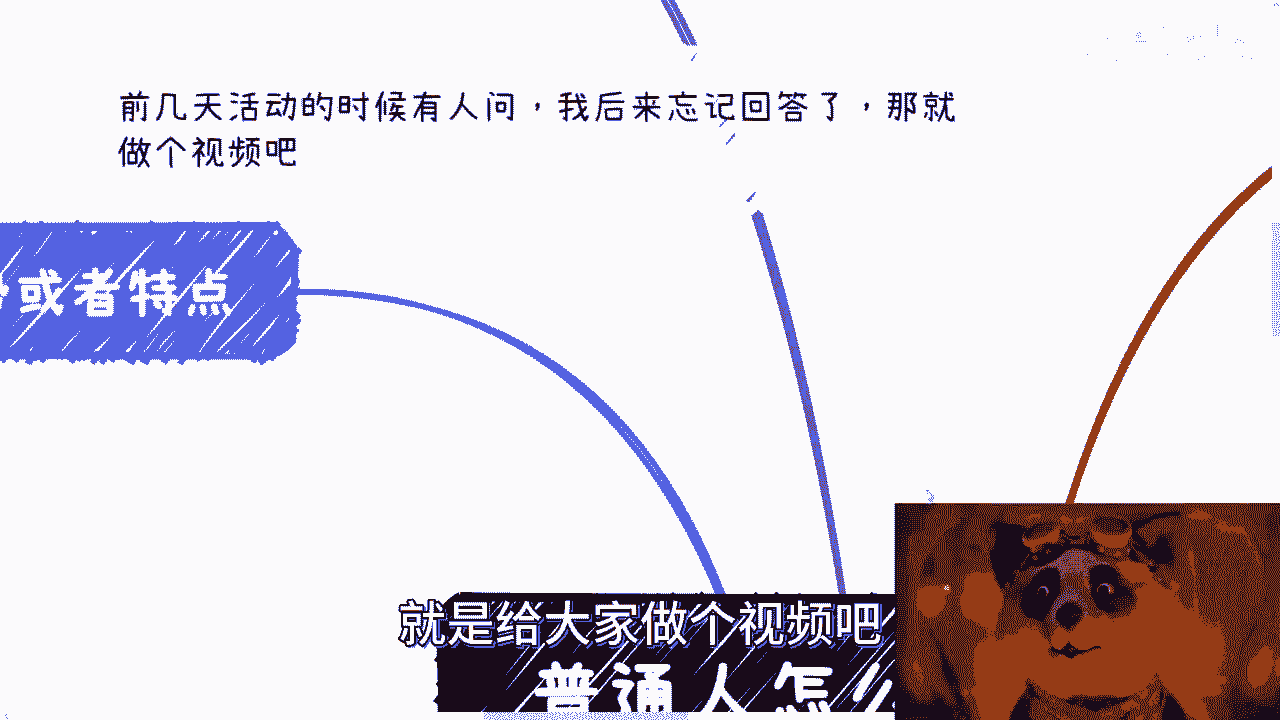 前几天活动的时候有人问，我后来忘记回答了，那就
做个视频吧
或者特点
就是给大家做个视频吧
普通人怎么